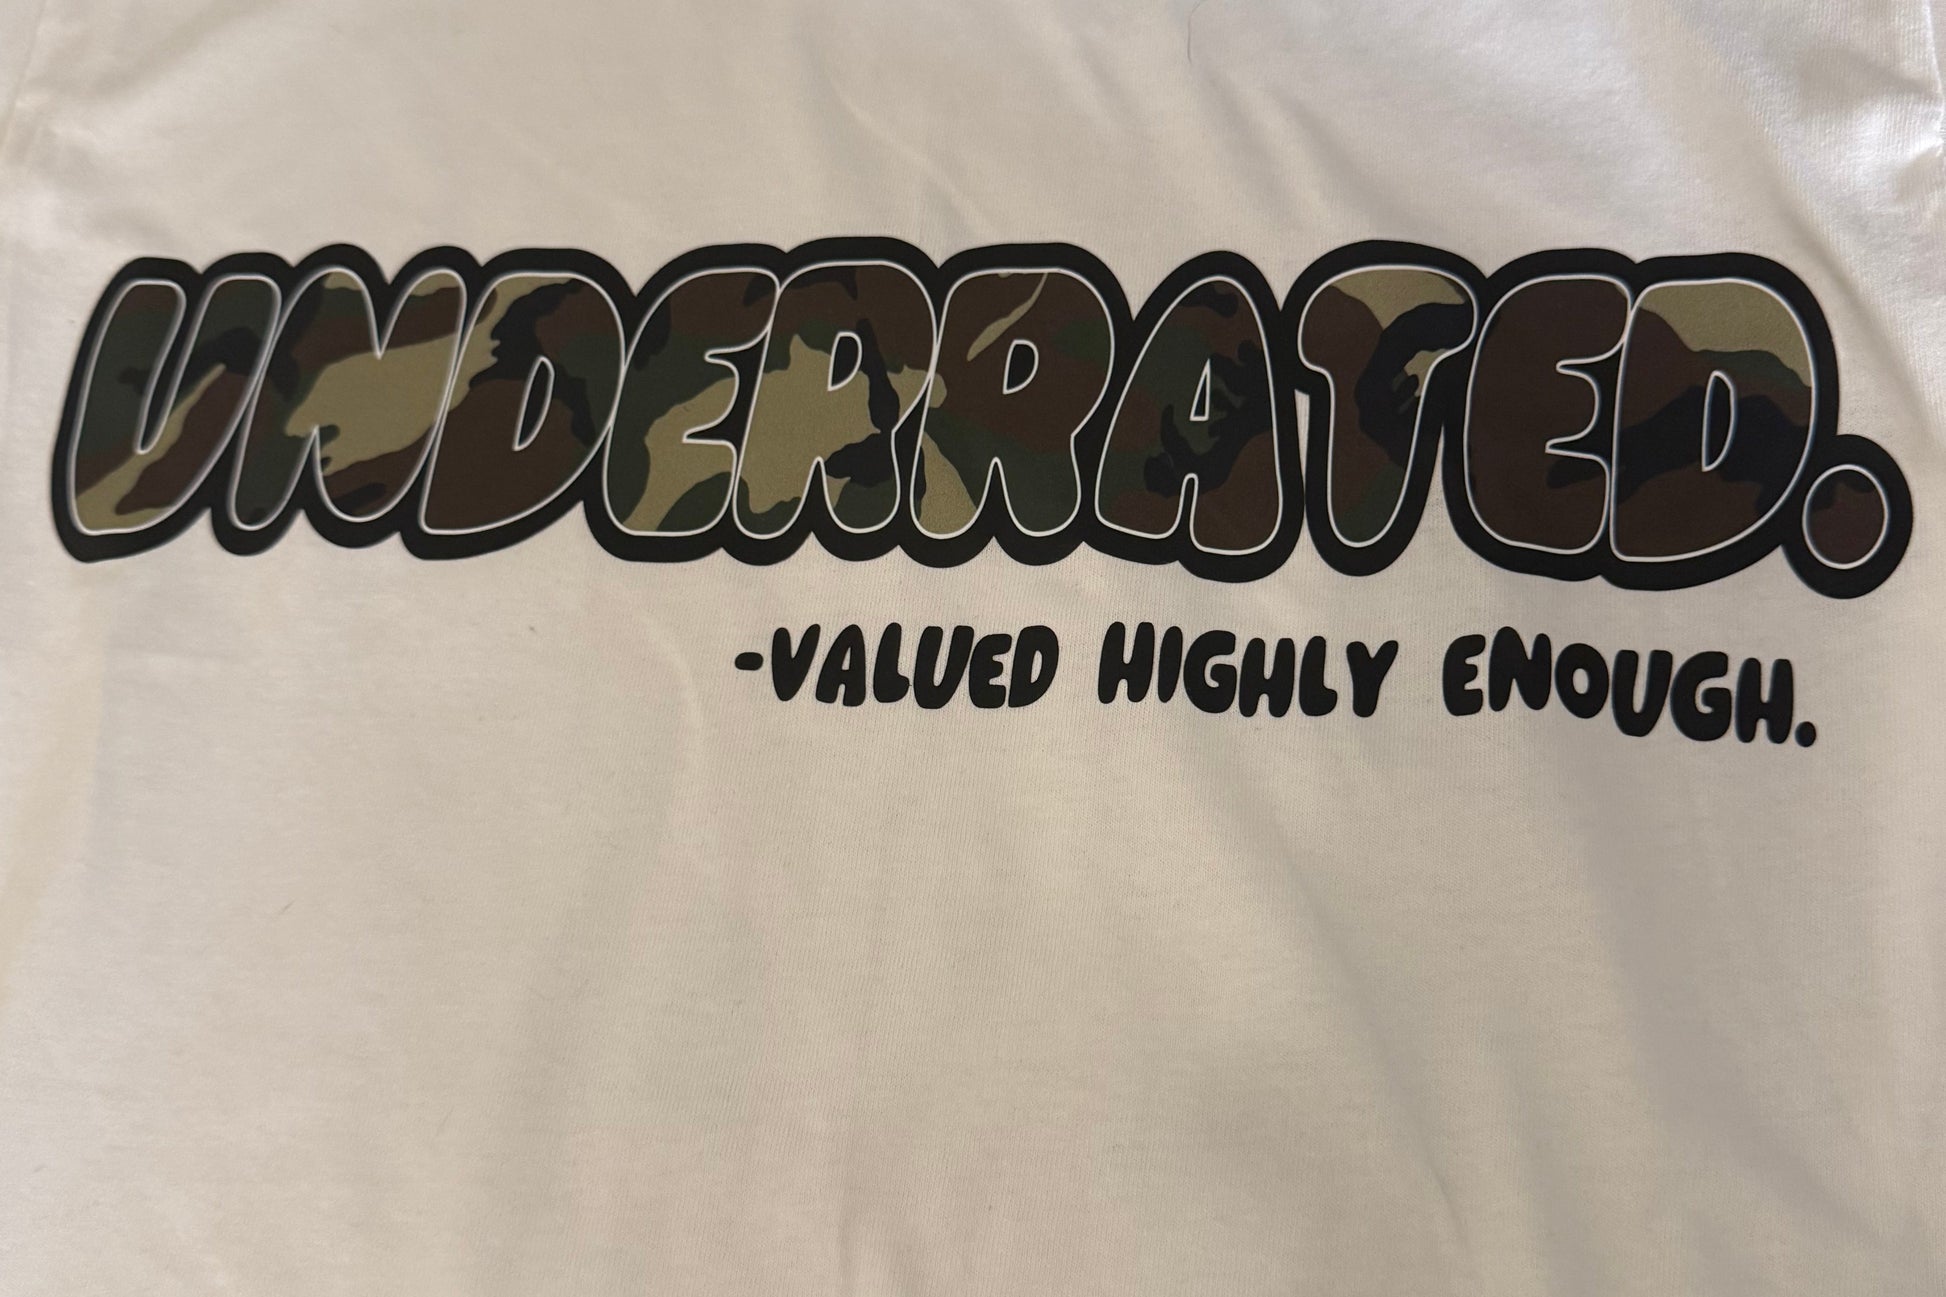 UNDERRATED.
-VALUED HIGHLY ENOUGH.